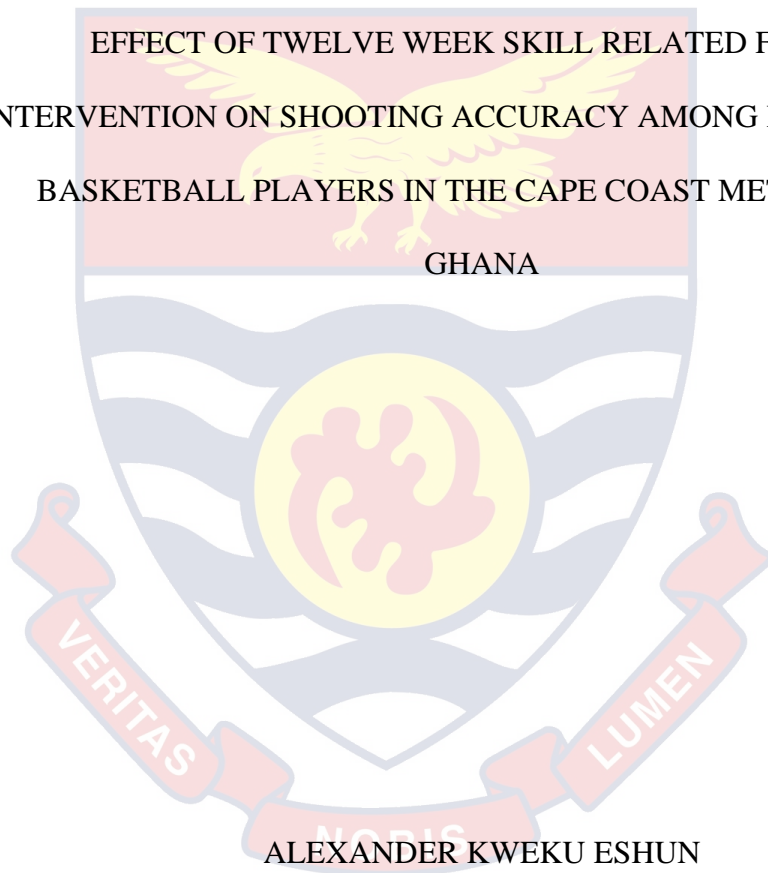 EFFECT OF TWELVE WEEK SKILL RELATED
NTERVENTION ON SHOOTING ACCURACY AMONG
BASKETBALL PLAYERS IN THE CAPE COAST
GHANA
VERITAS
NOBIS
LUMEN
ALEXANDER KWEKU ESHUN